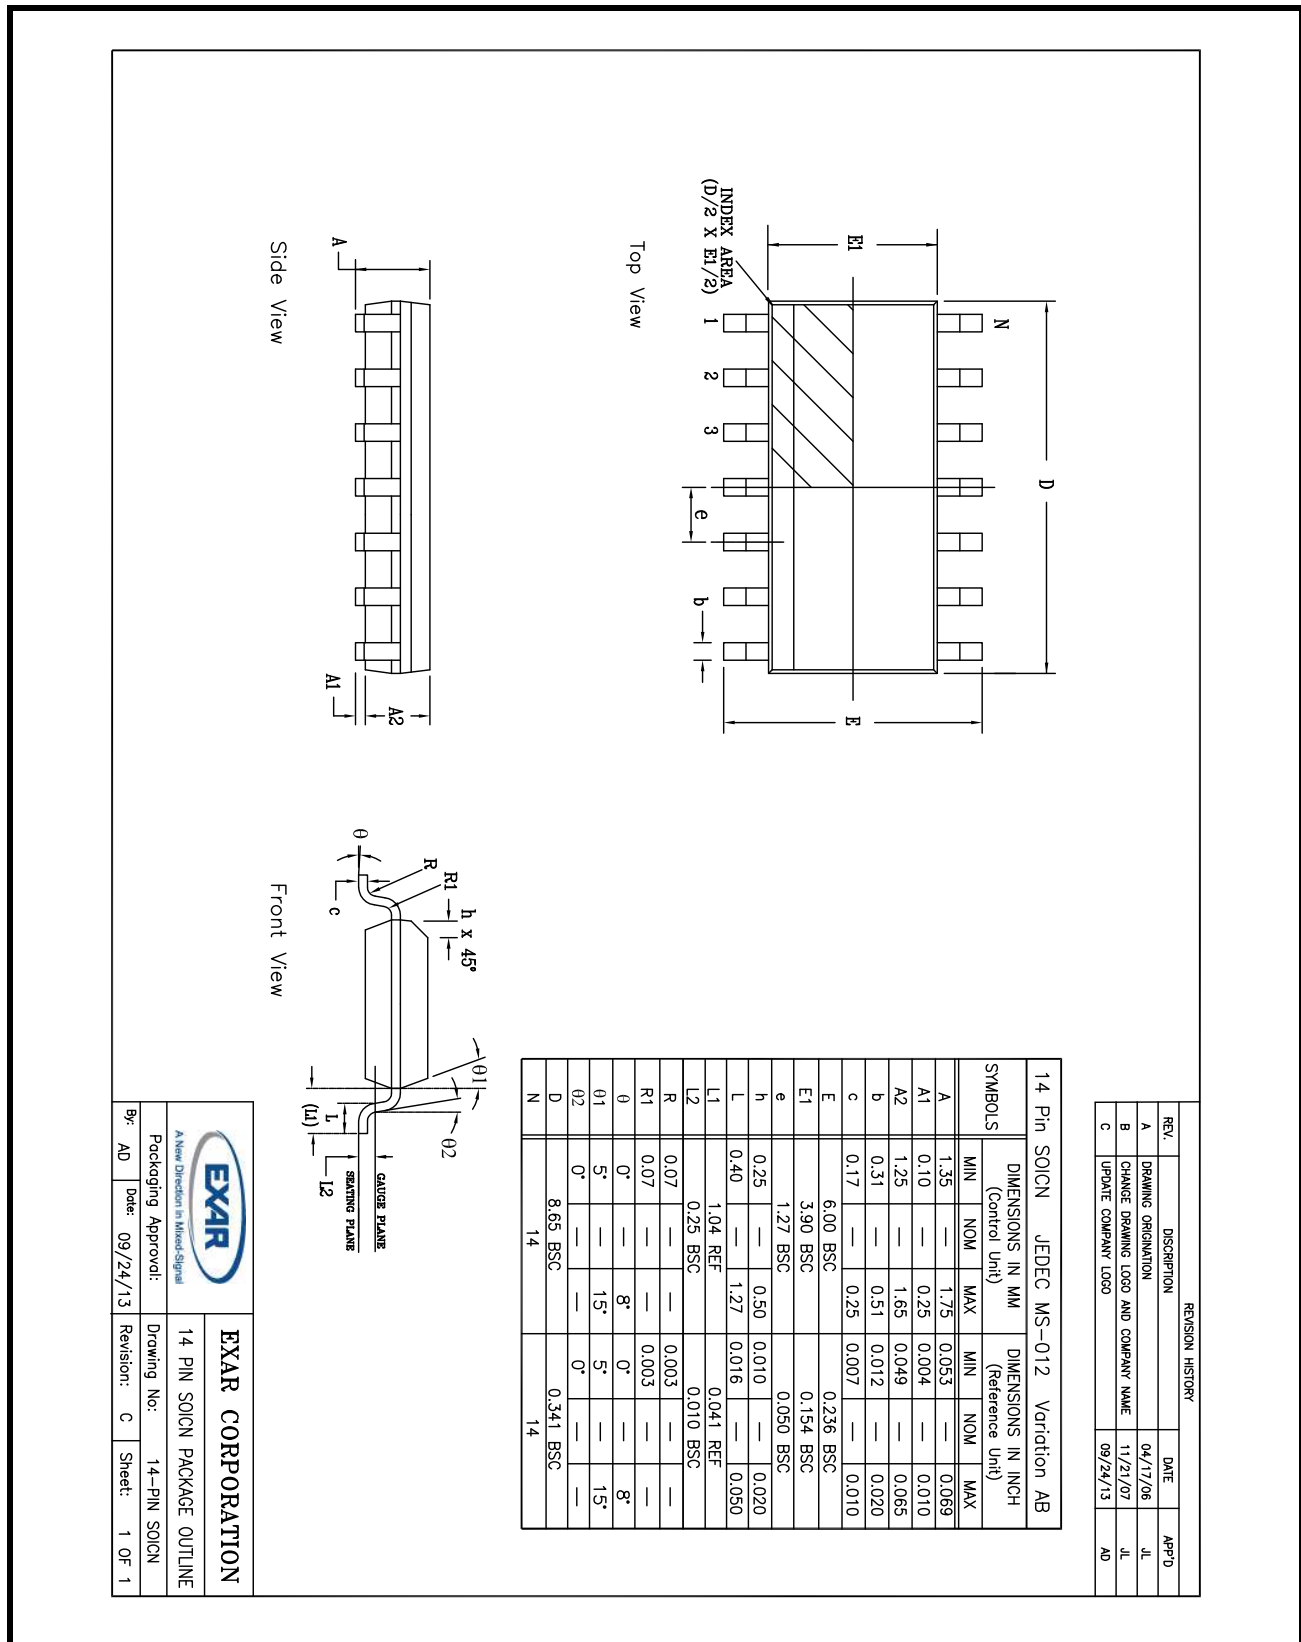 REVISION HISTORY
REV. DISCRIPTION DATE APP'D
A DRAWING ORIGINATION 04/17/06 JL
B CHANGE DRAWING LOGO AND COMPANY NAME 11/21/07 JL
C UPDATE COMPANY LOGO 09/24/13 AD
D
N
E1
E
INDEX AREA
(D/2 X E1/2)
1 2 3
e
b
Top View
14 Pin SOICN JEDEC MS-012 Variation AB
SYMBOLS DIMENSIONS IN MM (Control Unit) DIMENSIONS IN INCH (Reference Unit)
MIN NOM MAX MIN NOM MAX
A 1.35 — 1.75 0.053 — 0.069
A1 0.10 — 0.25 0.004 — 0.010
A2 1.25 — 1.65 0.049 — 0.065
b 0.31 — 0.51 0.012 — 0.020
c 0.17 — 0.25 0.007 — 0.010
E 6.00 BSC 0.236 BSC
E1 3.90 BSC 0.154 BSC
e 1.27 BSC 0.050 BSC
h 0.25 — 0.50 0.010 — 0.020
L 0.40 — 1.27 0.016 — 0.050
L1 1.04 REF 0.041 REF
L2 0.25 BSC 0.010 BSC
R 0.07 — — 0.003 — —
R1 0.07 — — 0.003 — —
θ 0° — 8° 0° — 8°
θ1 5° — 15° 5° — 15°
θ2 0° — — 0° — —
D 8.65 BSC 0.341 BSC
N 14 14
A
A1
A2
Side View
h x 45°
R1
R
θ
c
θ1
θ2
L
(L1)
L2
GAUGE PLANE
SEATING PLANE
Front View
EXAR
A New Direction in Mixed-Signal
EXAR CORPORATION
14 PIN SOICN PACKAGE OUTLINE
Packaging Approval: Drawing No: 14-PIN SOICN
By: AD Date: 09/24/13 Revision: C Sheet: 1 OF 1